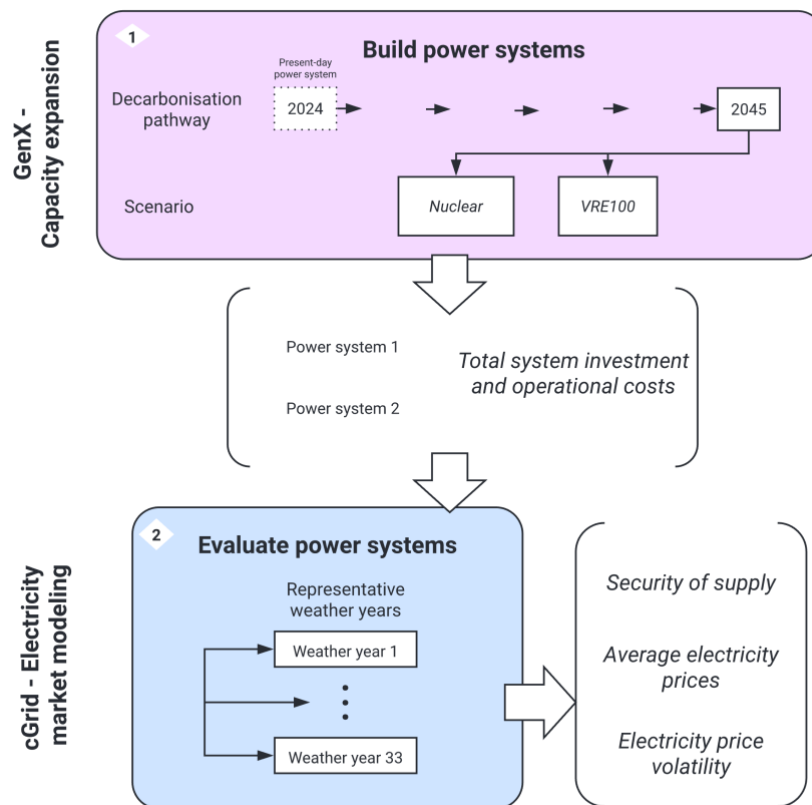 GenX -
Capacity expansion
1
Build power systems
Present-day
power system
Decarbonisation
pathway
2024
2045
Scenario
Nuclear
VRE100
Power system 1
Power system 2
Total system investment
and operational costs
cGrid - Electricity
market modeling
2
Evaluate power systems
Representative
weather years
Weather year 1
Weather year 33
Security of supply
Average electricity
prices
Electricity price
volatility